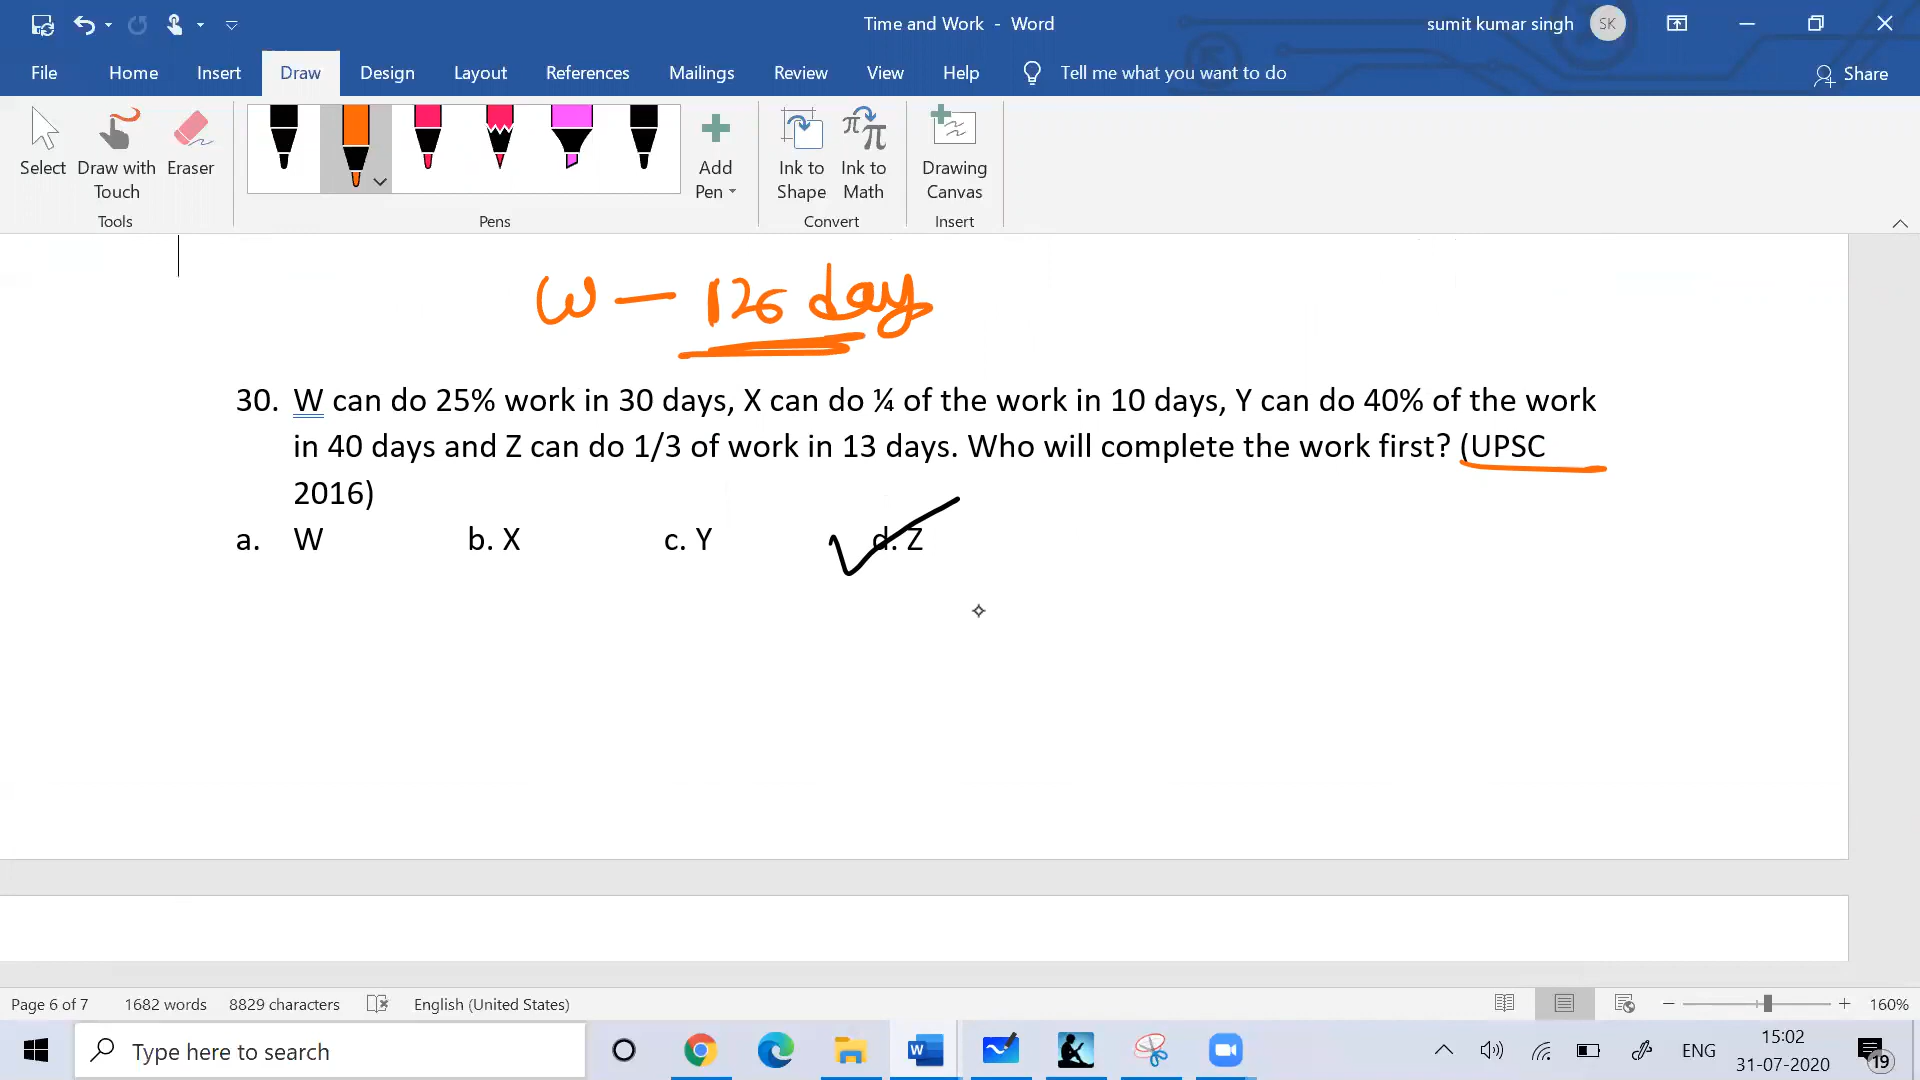 Time and Work - Word
sumit kumar singh
SK
File Home Insert Draw Design Layout References Mailings Review View Help Tell me what you want to do Share
Select Draw with Touch Eraser Add Pen Ink to Shape Ink to Math Drawing Canvas
Tools Pens Convert Insert
W — 126 day
30. W can do 25% work in 30 days, X can do ¼ of the work in 10 days, Y can do 40% of the work
in 40 days and Z can do 1/3 of work in 13 days. Who will complete the work first? (UPSC
2016)
a. W b. X c. Y d. Z
Page 6 of 7 1682 words 8829 characters English (United States) 160%
Type here to search
ENG
15:02
31-07-2020
19